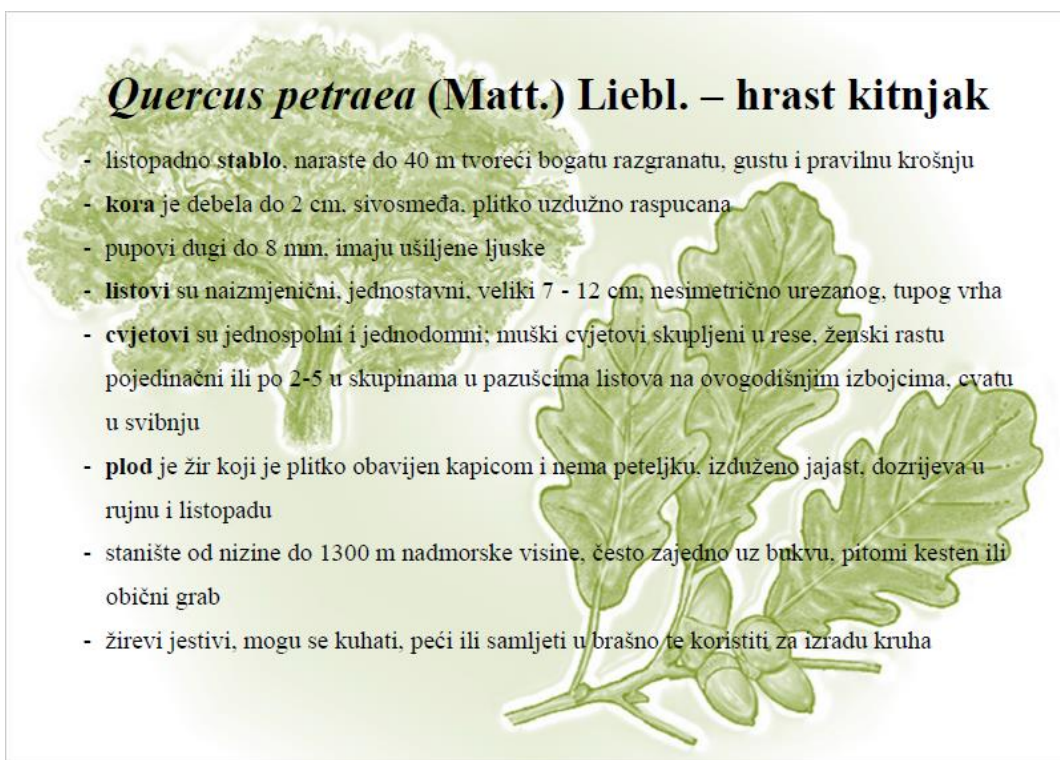 Quercus petraea (Matt.) Liebl. – hrast kitnjak
- listopadno stablo, naraste do 40 m tvoreći bogatu razgranatu, gustu i pravilnu krošnju
- kora je debela do 2 cm, sivosmeđa, plitko uzdužno raspucana
- pupovi dugi do 8 mm, imaju ušiljene ljuske
- listovi su naizmjenični, jednostavni, veliki 7 - 12 cm, nesimetrično urezanog, tupog vrha
- cvjetovi su jednospolni i jednodomni; muški cvjetovi skupljeni u rese, ženski rastu
pojedinačni ili po 2-5 u skupinama u pazušcima listova na ovogodišnjim izbojcima, cvatu
u svibnju
- plod je žir koji je plitko obavijen kapicom i nema peteljku, izduženo jajast, dozrijeva u
rujnu i listopadu
- stanište od nizine do 1300 m nadmorske visine, često zajedno uz bukvu, pitomi kesten ili
obični grab
- žirevi jestivi, mogu se kuhati, peći ili samljeti u brašno te koristiti za izradu kruha